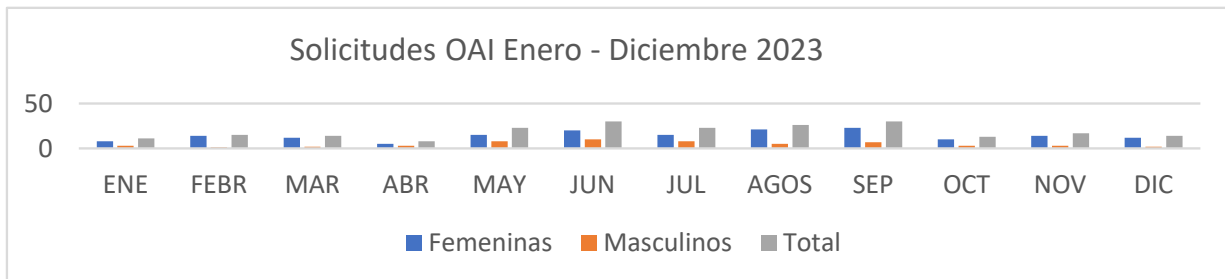 Solicitudes OAI Enero - Diciembre 2023
50
0
ENE FEBR MAR ABR MAY JUN JUL AGOS SEP OCT NOV DIC
Femeninas Masculinos Total